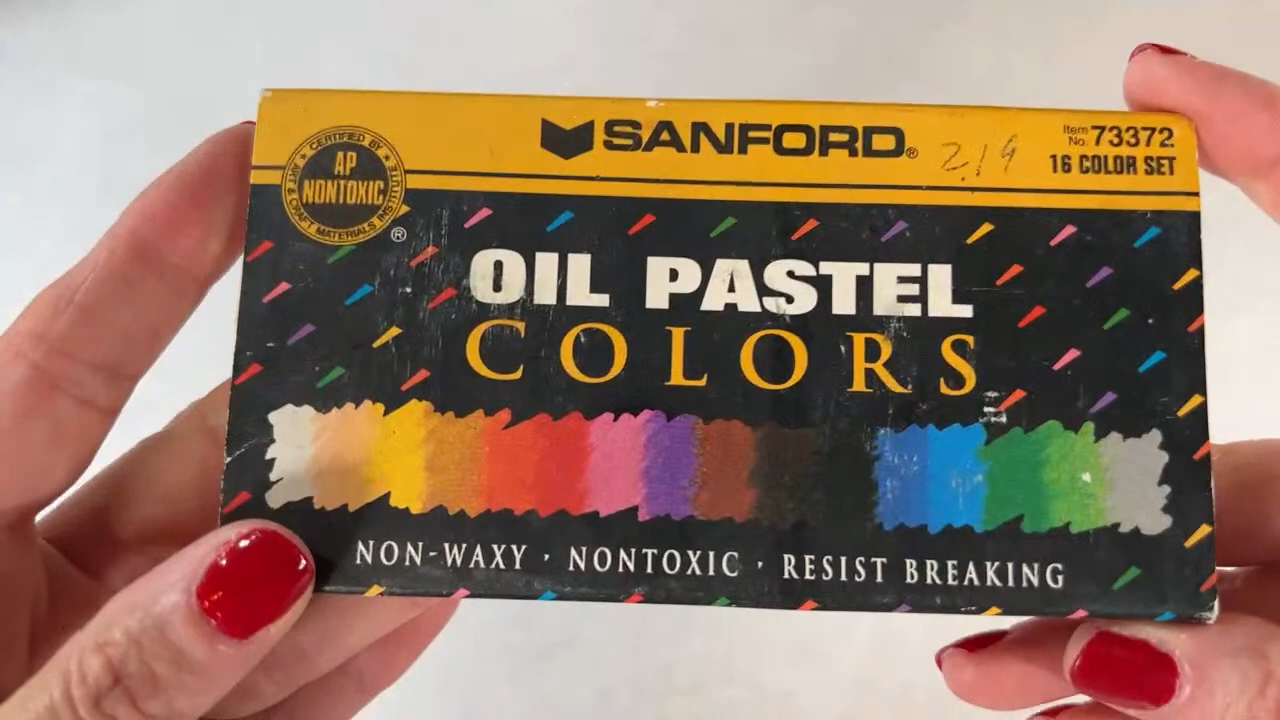 CERTIFIED BY
AP
NONTOXIC
ART & CRAFT MATERIALS INSTITUTE
®
SANFORD®
2.19
Item No. 73372
16 COLOR SET
OIL PASTEL
COLORS
NON-WAXY · NONTOXIC · RESIST BREAKING